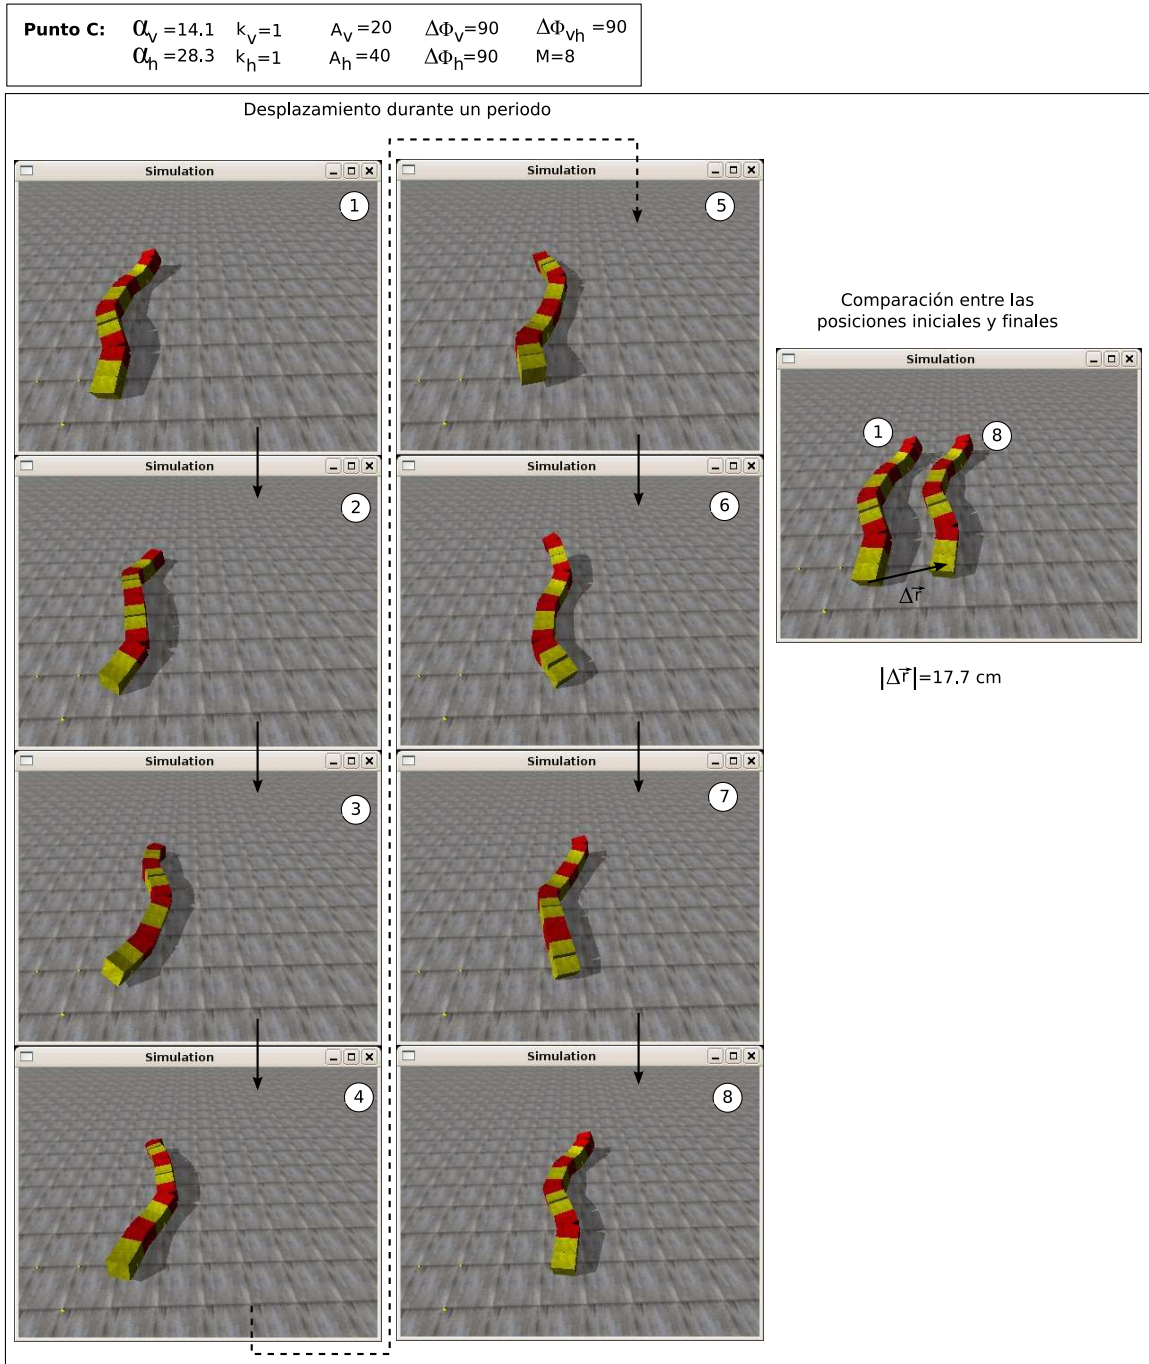 Punto C: αv=14.1 kv=1 Av=20 ΔΦv=90 ΔΦvh=90
αh=28.3 kh=1 Ah=40 ΔΦh=90 M=8
Desplazamiento durante un periodo
Simulation
1
Simulation
2
Simulation
3
Simulation
4
Simulation
5
Simulation
6
Simulation
7
Simulation
8
Comparación entre las
posiciones iniciales y finales
Simulation
1
8
Δr⃗
|Δr⃗|=17.7 cm